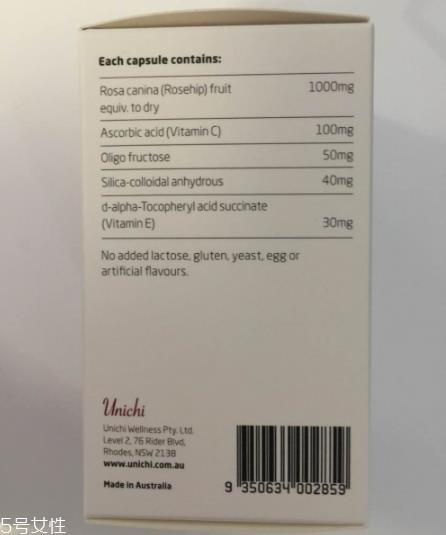 Each capsule contains:
Rosa canina (Rosehip) fruit 1000mg
equiv. to dry
Ascorbic acid (Vitamin C) 100mg
Oligo fructose 50mg
Silica-colloidal anhydrous 40mg
d-alpha-Tocopheryl acid succinate
(Vitamin E) 30mg
No added lactose, gluten, yeast, egg or
artificial flavours.
Unichi
Unichi Wellness Pty. Ltd.
Level 2, 76 Rider Blvd,
Rhodes, NSW 2138
www.unichi.com.au
Made in Australia
9 350634 002859
5号女性